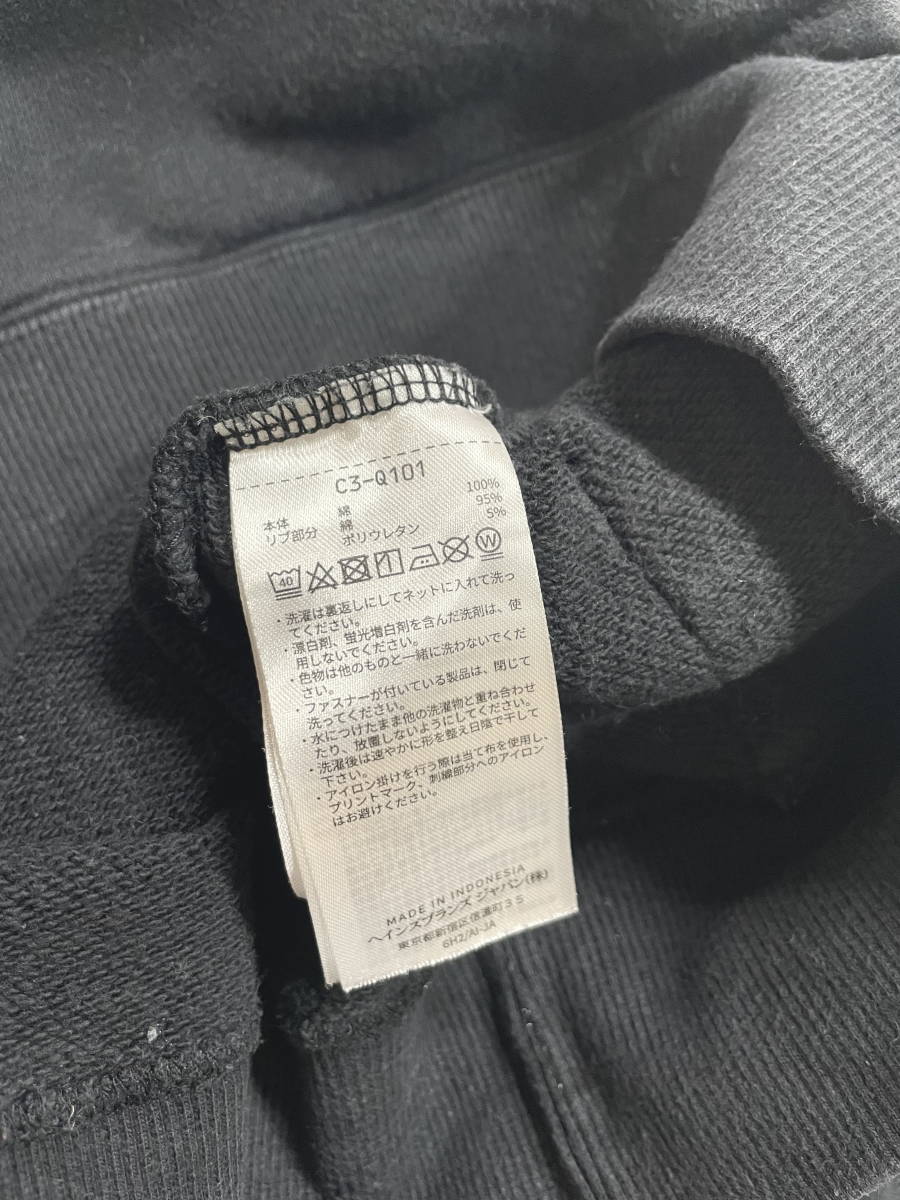 C3-Q101
本体 綿 100%
リブ部分 綿 95%
ポリウレタン 5%
40 W
・洗濯は裏返しにしてネットに入れて洗っ
てください。
・漂白剤、蛍光増白剤を含んだ洗剤は、使
用しないでください。
・色物は他のものと一緒に洗わないでくだ
さい。
・ファスナーが付いている製品は、閉じて
洗ってください。
・水につけたまま他の洗濯物と重ね合わせ
たり、放置しないようにしてください。
・洗濯後は速やかに形を整え日陰で干して
下さい。
・アイロン掛けを行う際は当て布を使用し、
プリントマーク、刺繍部分へのアイロン
はお避けください。
MADE IN INDONESIA
ヘインズブランズ ジャパン(株)
東京都新宿区信濃町35
6H2/AI-JA